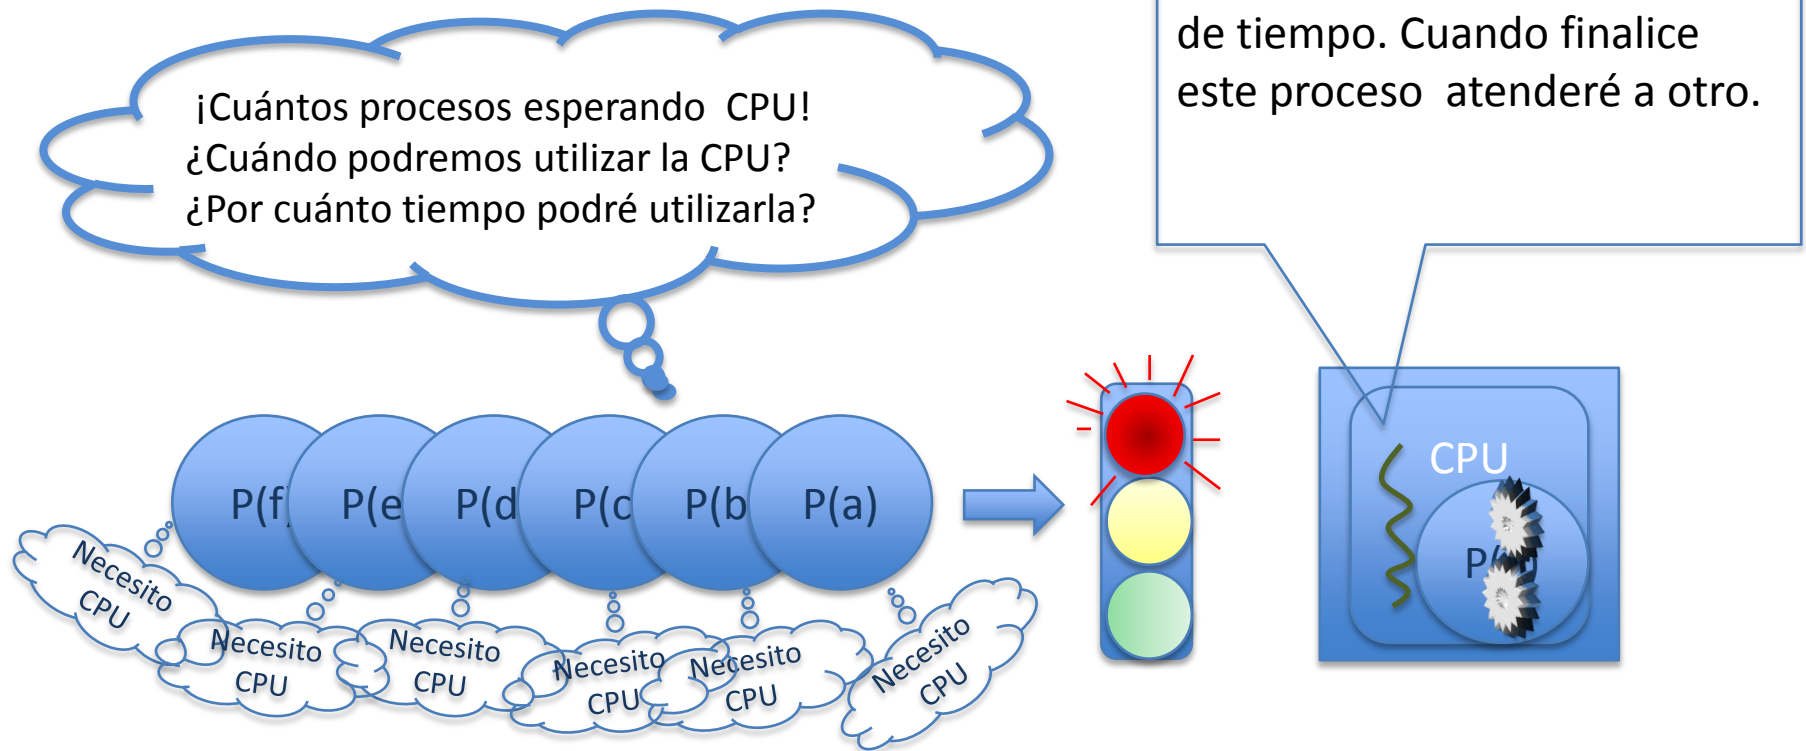 de tiempo. Cuando finalice
este proceso atenderé a otro.
¡Cuántos procesos esperando CPU!
¿Cuándo podremos utilizar la CPU?
¿Por cuánto tiempo podré utilizarla?
CPU
P(f)
P(e
P(d
P(c
P(b
P(a)
Necesito
CPU
Necesito
CPU
Necesito
CPU
Necesito
CPU
Necesito
CPU
Necesito
CPU